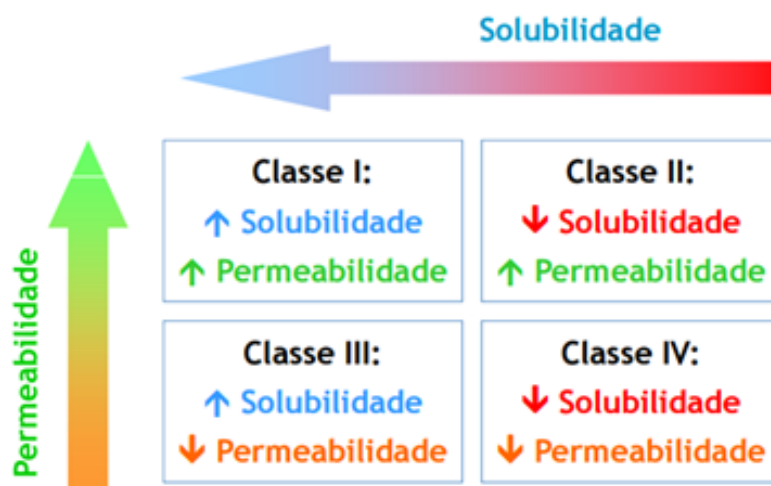 Solubilidade
Permeabilidade
Classe I:
↑ Solubilidade
↑ Permeabilidade
Classe II:
↓ Solubilidade
↑ Permeabilidade
Classe III:
↑ Solubilidade
↓ Permeabilidade
Classe IV:
↓ Solubilidade
↓ Permeabilidade